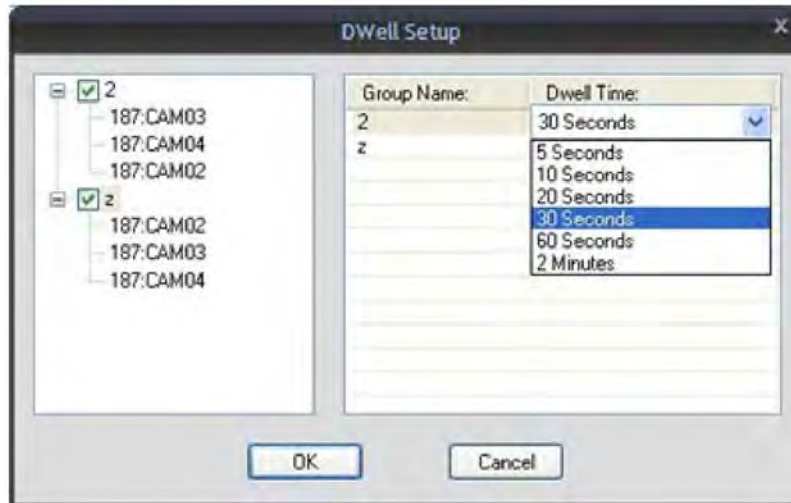 DWell Setup
x
2
187:CAM03
187:CAM04
187:CAM02
z
187:CAM02
187:CAM03
187:CAM04
Group Name: Dwell Time:
2 30 Seconds
z
5 Seconds
10 Seconds
20 Seconds
30 Seconds
60 Seconds
2 Minutes
OK Cancel